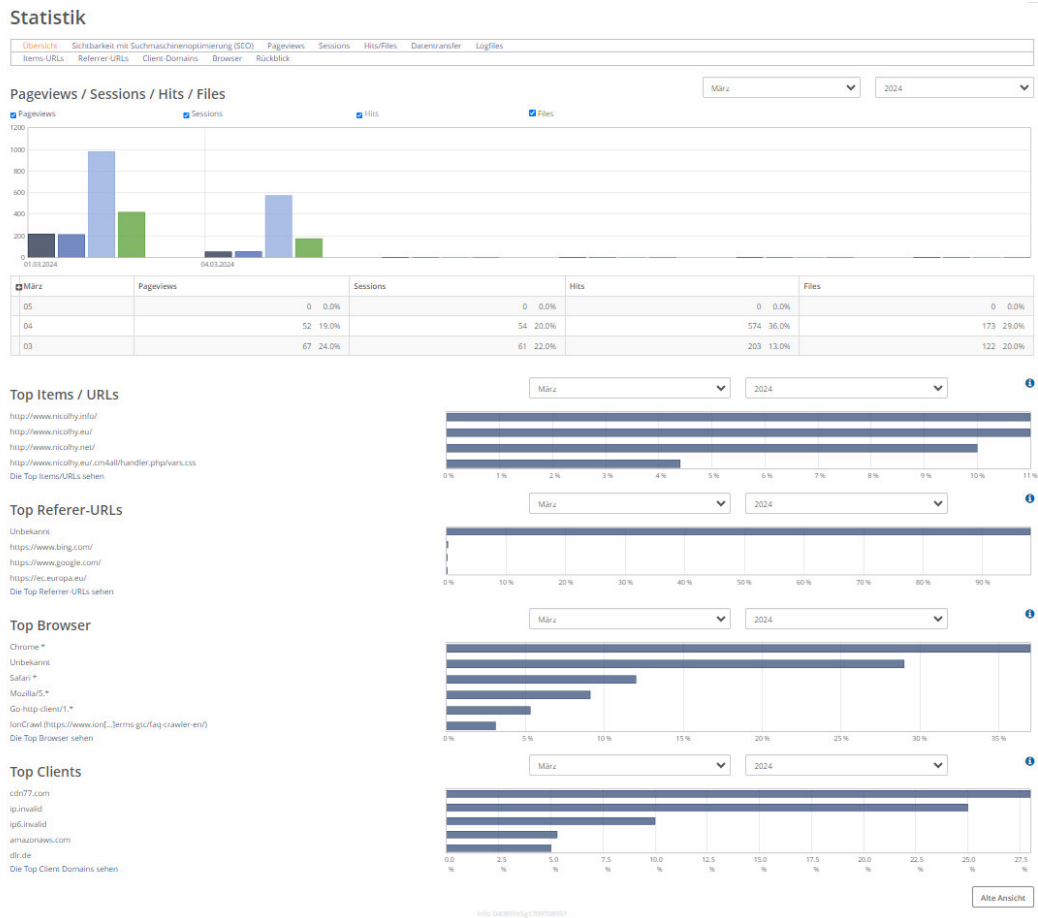 Statistik
Übersicht Sichtbarkeit mit Suchmaschinenoptimierung (SEO) Pageviews Sessions Hits/Files Datentransfer Logfiles
Items-URLs Referrer-URLs Client-Domains Browser Rückblick
Pageviews / Sessions / Hits / Files März 2024
Pageviews Sessions Hits Files
1200
1000
800
600
400
200
0
01.03.2024 04.03.2024
März Pageviews Sessions Hits Files
05 0 0.0% 0 0.0% 0 0.0% 0 0.0%
04 52 19.0% 54 20.0% 574 36.0% 173 29.0%
03 67 24.0% 61 22.0% 203 13.0% 122 20.0%
Top Items / URLs März 2024
http://www.nicolhy.info/
http://www.nicolhy.eu/
http://www.nicolhy.net/
http://www.nicolhy.eu/.cm4all/handler.php/vars.css
Die Top Items/URLs sehen 0 % 1 % 2 % 3 % 4 % 5 % 6 % 7 % 8 % 9 % 10 % 11 %
Top Referer-URLs März 2024
Unbekannt
https://www.bing.com/
https://www.google.com/
https://ec.europa.eu/ 0 % 10 % 20 % 30 % 40 % 50 % 60 % 70 % 80 % 90 %
Die Top Referrer-URLs sehen
Top Browser März 2024
Chrome *
Unbekannt
Safari *
Mozilla/5.*
Go-http-client/1.*
IonCrawl (https://www.ion[...]erms-gtc/faq-crawler-en/)
Die Top Browser sehen 0 % 5 % 10 % 15 % 20 % 25 % 30 % 35 %
Top Clients März 2024
cdn77.com
ip.invalid
ip6.invalid
amazonaws.com
dlr.de 0.0 % 2.5 % 5.0 % 7.5 % 10.0 % 12.5 % 15.0 % 17.5 % 20.0 % 22.5 % 25.0 % 27.5 %
Die Top Client Domains sehen
Alte Ansicht